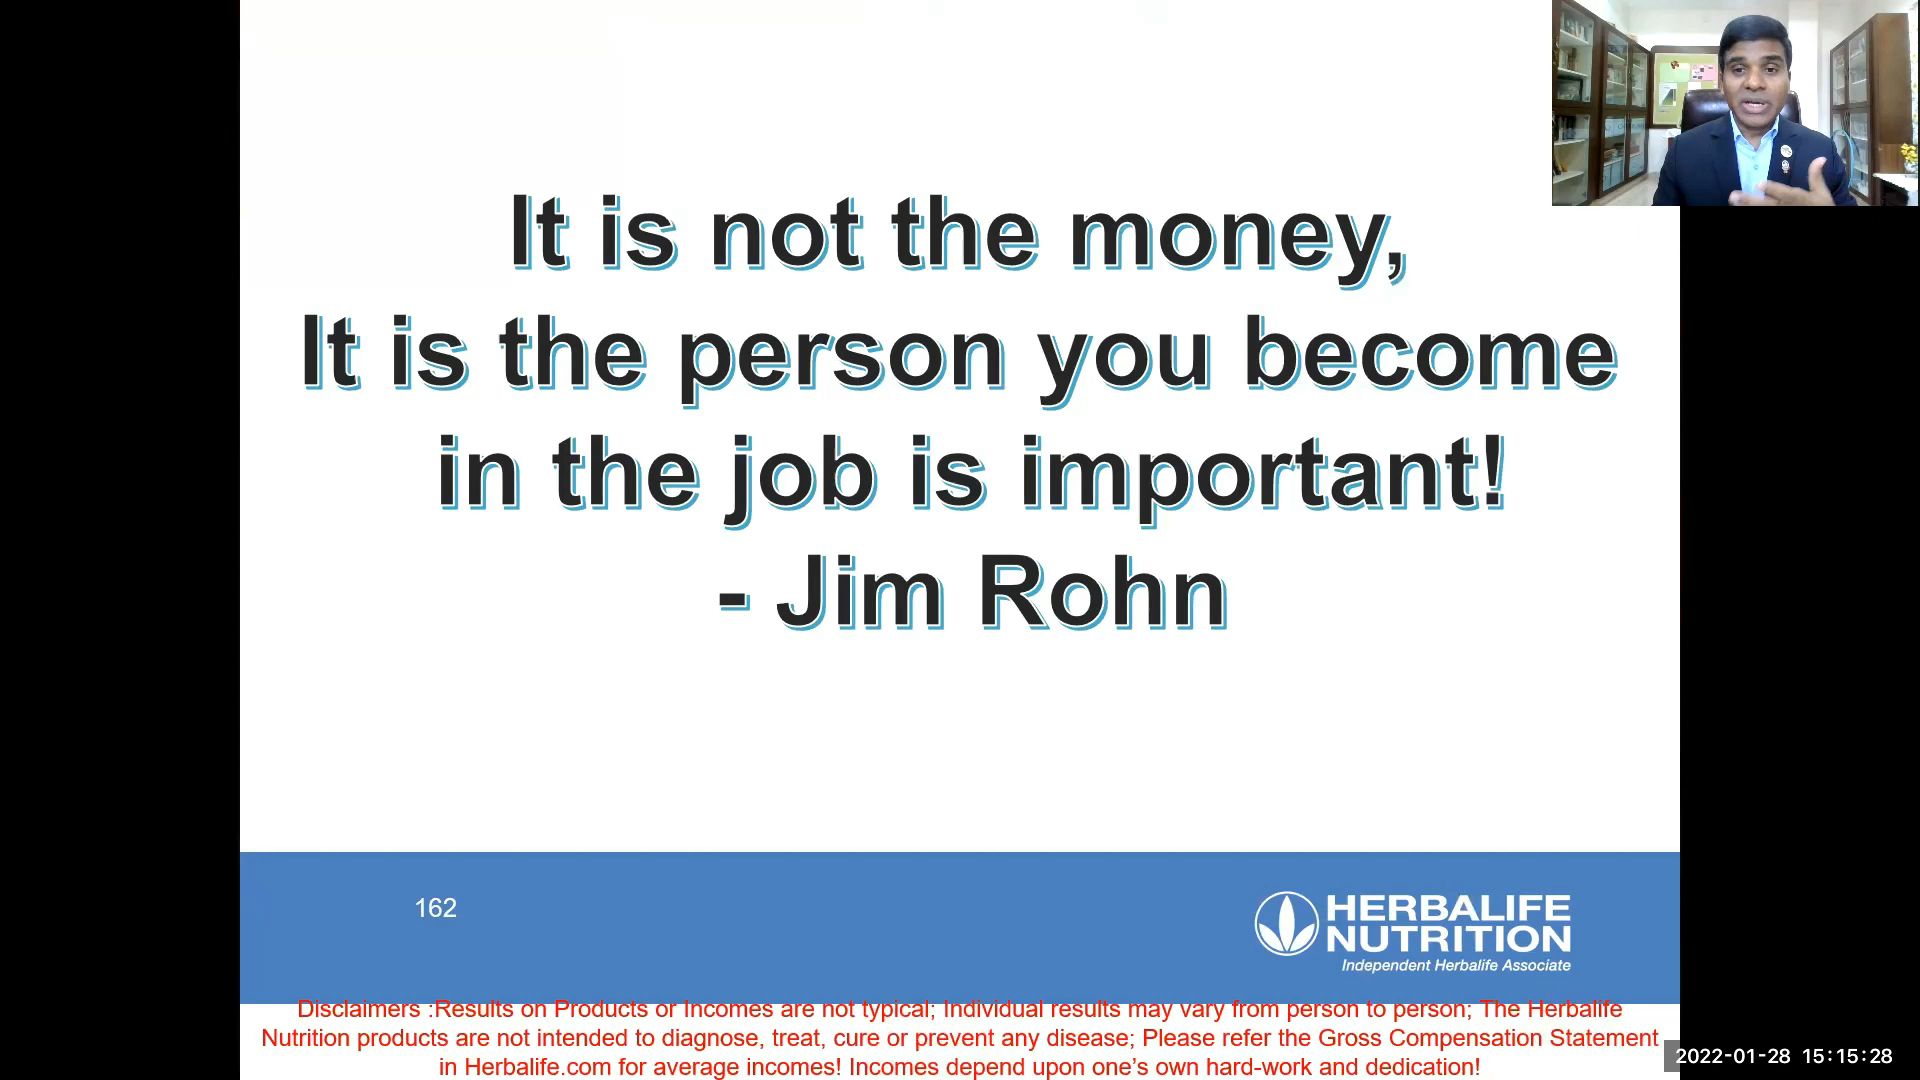 It is not the money,
It is the person you become
in the job is important!
- Jim Rohn
162
HERBALIFE
NUTRITION
Independent Herbalife Associate
Disclaimers :Results on Products or Incomes are not typical; Individual results may vary from person to person; The Herbalife
Nutrition products are not intended to diagnose, treat, cure or prevent any disease; Please refer the Gross Compensation Statement
in Herbalife.com for average incomes! Incomes depend upon one’s own hard-work and dedication!
2022-01-28 15:15:28